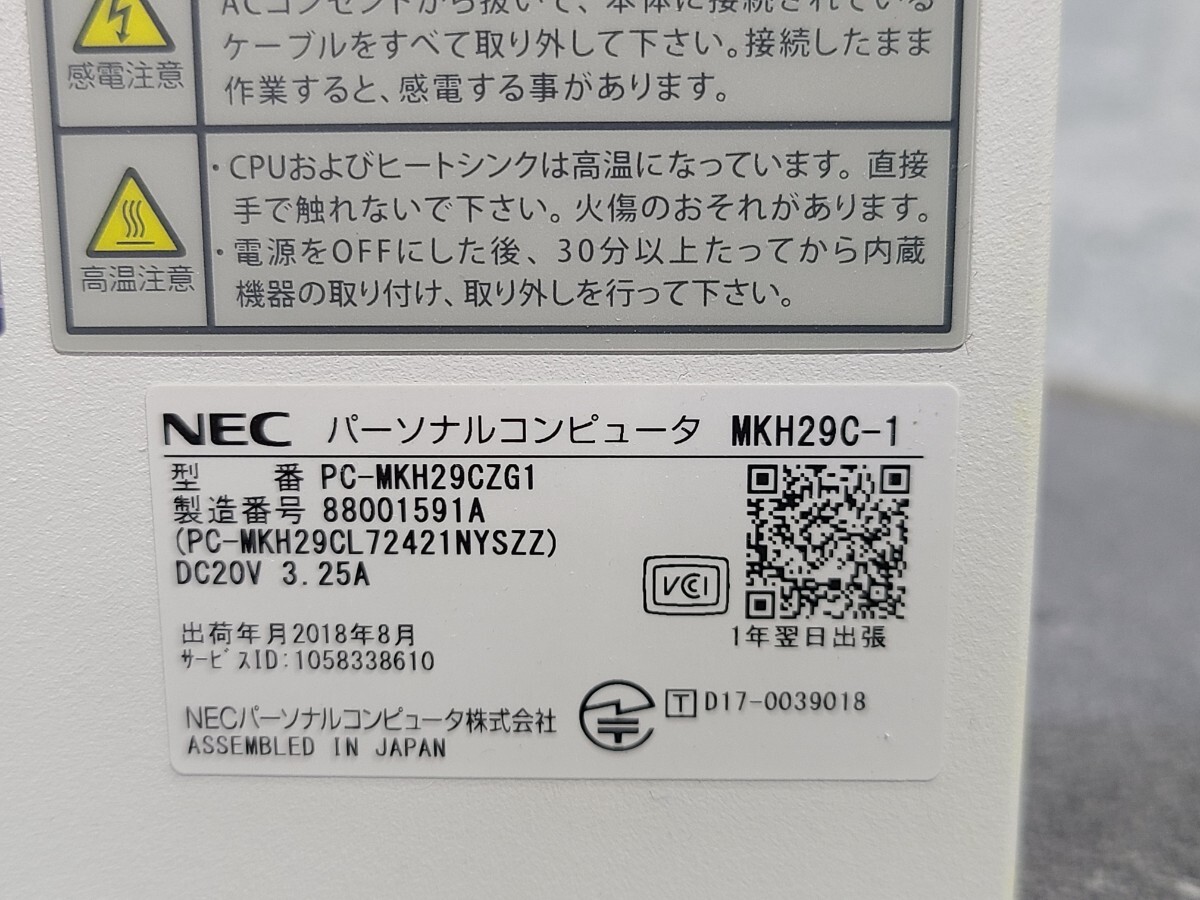 ACコンセントから抜いて、本体に接続されている
ケーブルをすべて取り外して下さい。接続したまま
作業すると、感電する事があります。
感電注意
・CPUおよびヒートシンクは高温になっています。直接
手で触れないで下さい。火傷のおそれがあります。
・電源をOFFにした後、30分以上たってから内蔵
機器の取り付け、取り外しを行って下さい。
高温注意
NEC パーソナルコンピュータ MKH29C-1
型 番 PC-MKH29CZG1
製造番号 88001591A
(PC-MKH29CL72421NYSZZ)
DC20V 3.25A
VCCI
1年翌日出張
出荷年月2018年8月
ｻｰﾋﾞｽID:1058338610
NECパーソナルコンピュータ株式会社
ASSEMBLED IN JAPAN
T D17-0039018